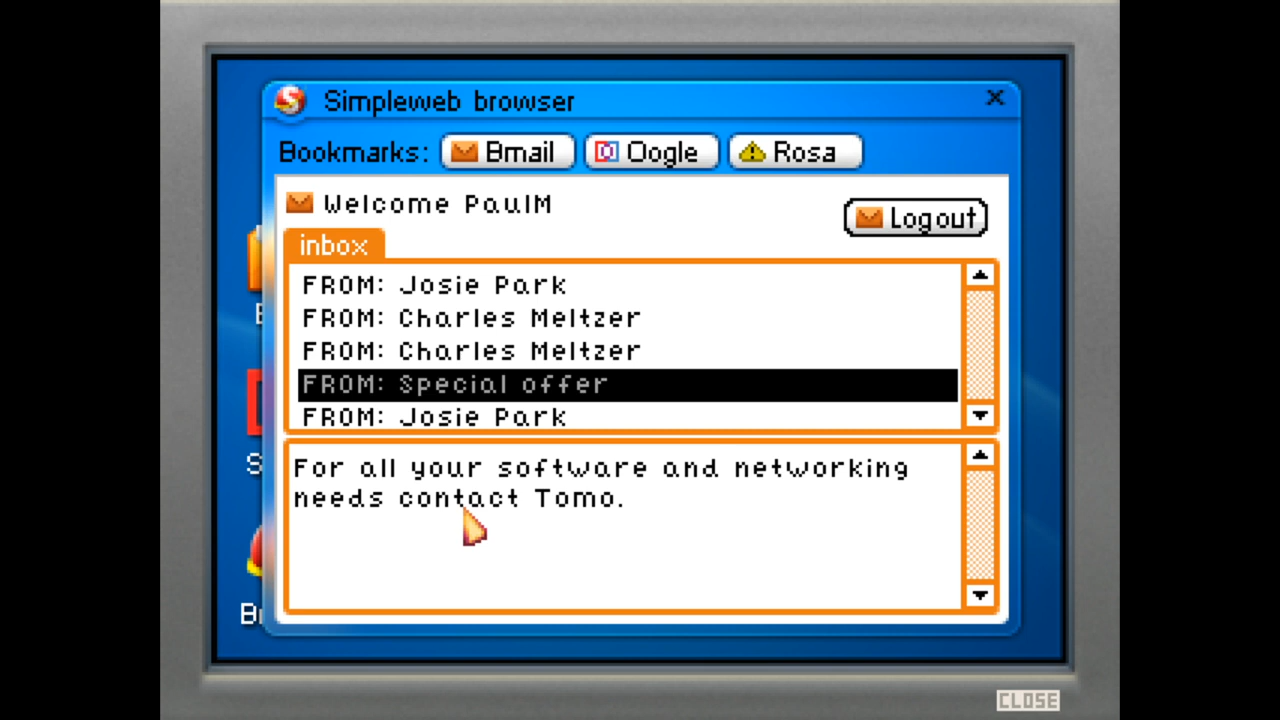 Simpleweb browser
Bookmarks: Bmail Oogle Rosa
Welcome PaulM
Logout
inbox
FROM: Josie Park
FROM: Charles Meltzer
FROM: Charles Meltzer
FROM: Special offer
FROM: Josie Park
For all your software and networking
needs contact Tomo.
CLOSE